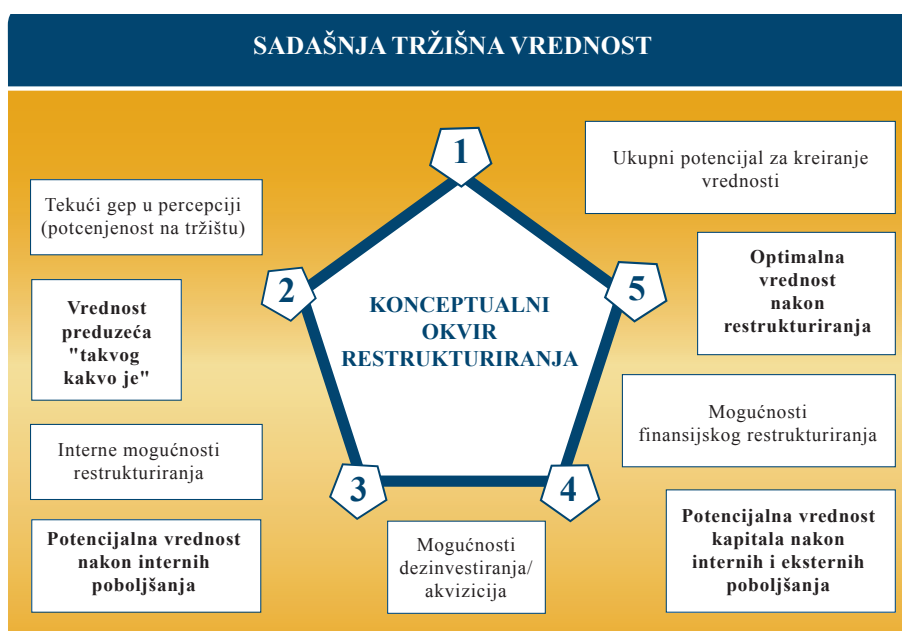 SADAŠNJA TRŽIŠNA VREDNOST
1
Ukupni potencijal za kreiranje
vrednosti
Tekući gep u percepciji
(potcenjenost na tržištu)
Optimalna
vrednost
nakon
restrukturiranja
2
5
Vrednost
preduzeća
"takvog
kakvo je"
KONCEPTUALNI
OKVIR
RESTRUKTURIRANJA
Mogućnosti
finansijskog restrukturiranja
Interne mogućnosti
restrukturiranja
3
4
Potencijalna vrednost
kapitala nakon
internih i eksternih
poboljšanja
Potencijalna vrednost
nakon internih
poboljšanja
Mogućnosti
dezinvestiranja/
akvizicija